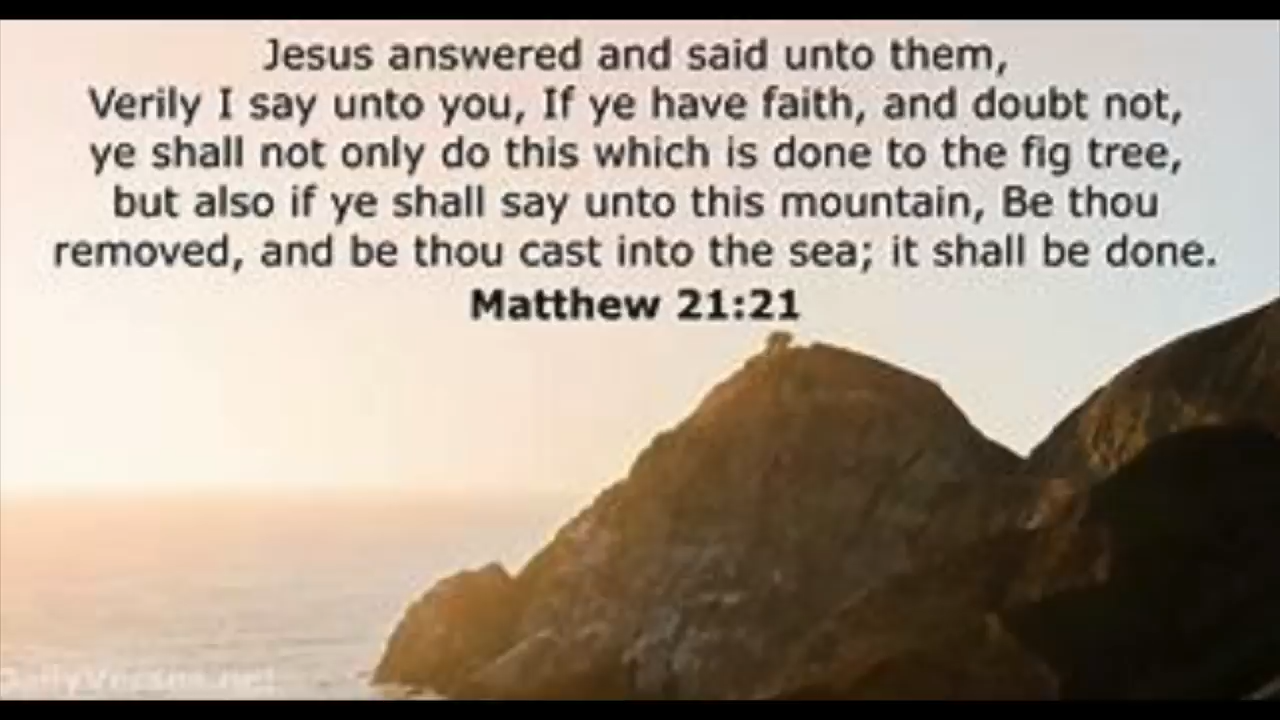 Jesus answered and said unto them,
Verily I say unto you, If ye have faith, and doubt not,
ye shall not only do this which is done to the fig tree,
but also if ye shall say unto this mountain, Be thou
removed, and be thou cast into the sea; it shall be done.
Matthew 21:21
DailyVerses.net